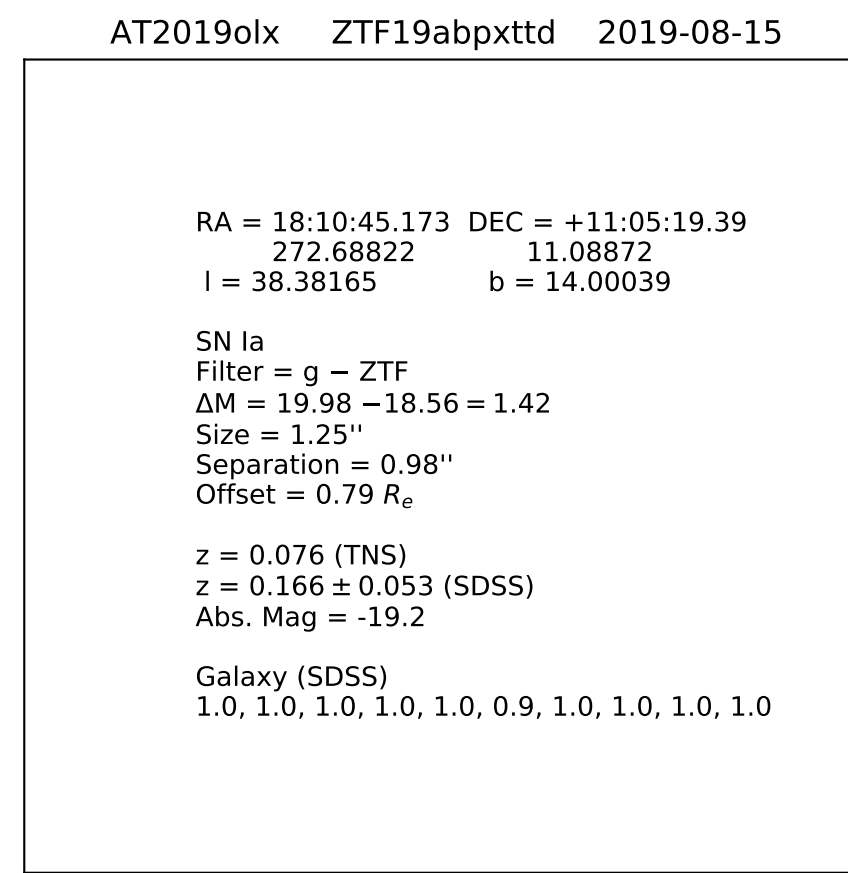 AT2019olx ZTF19abpxttd 2019-08-15
RA = 18:10:45.173 DEC = +11:05:19.39
272.68822 11.08872
l = 38.38165 b = 14.00039
SN Ia
Filter = g − ZTF
ΔM = 19.98 −18.56 = 1.42
Size = 1.25''
Separation = 0.98''
Offset = 0.79 Rₑ
z = 0.076 (TNS)
z = 0.166 ± 0.053 (SDSS)
Abs. Mag = -19.2
Galaxy (SDSS)
1.0, 1.0, 1.0, 1.0, 1.0, 0.9, 1.0, 1.0, 1.0, 1.0